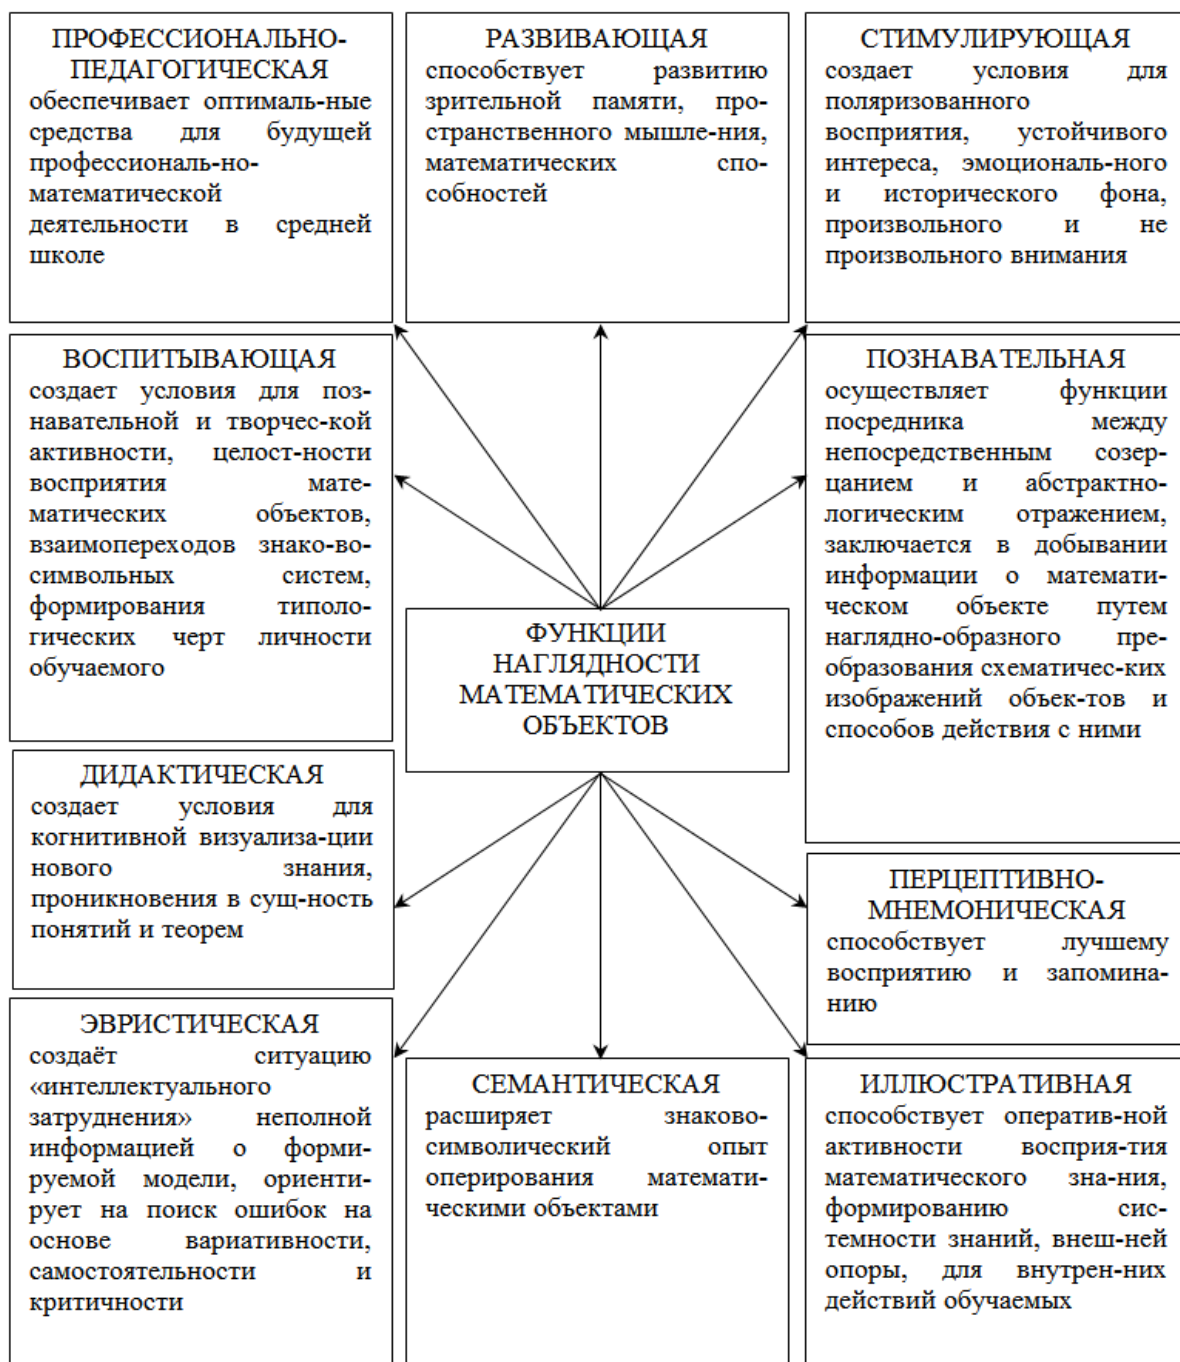 ПРОФЕССИОНАЛЬНО-
ПЕДАГОГИЧЕСКАЯ
обеспечивает оптималь-ные
средства для будущей
профессиональ-но-
математической
деятельности в средней
школе
РАЗВИВАЮЩАЯ
способствует развитию
зрительной памяти, про-
странственного мышле-ния,
математических спо-
собностей
СТИМУЛИРУЮЩАЯ
создает условия для
поляризованного
восприятия, устойчивого
интереса, эмоциональ-ного
и исторического фона,
произвольного и не
произвольного внимания
ВОСПИТЫВАЮЩАЯ
создает условия для поз-
навательной и творчес-кой
активности, целост-ности
восприятия мате-
матических объектов,
взаимопереходов знако-во-
символьных систем,
формирования типоло-
гических черт личности
обучаемого
ПОЗНАВАТЕЛЬНАЯ
осуществляет функции
посредника между
непосредственным созер-
цанием и абстрактно-
логическим отражением,
заключается в добывании
информации о математи-
ческом объекте путем
наглядно-образного пре-
образования схематичес-ких
изображений объек-тов и
способов действия с ними
ФУНКЦИИ
НАГЛЯДНОСТИ
МАТЕМАТИЧЕСКИХ
ОБЪЕКТОВ
ДИДАКТИЧЕСКАЯ
создает условия для
когнитивной визуализа-ции
нового знания,
проникновения в сущ-ность
понятий и теорем
ПЕРЦЕПТИВНО-
МНЕМОНИЧЕСКАЯ
способствует лучшему
восприятию и запомина-
нию
ЭВРИСТИЧЕСКАЯ
создаёт ситуацию
«интеллектуального
затруднения» неполной
информацией о форми-
руемой модели, ориенти-
рует на поиск ошибок на
основе вариативности,
самостоятельности и
критичности
СЕМАНТИЧЕСКАЯ
расширяет знаково-
символический опыт
оперирования математи-
ческими объектами
ИЛЛЮСТРАТИВНАЯ
способствует оператив-ной
активности восприя-тия
математического зна-ния,
формированию сис-
темности знаний, внеш-ней
опоры, для внутрен-них
действий обучаемых